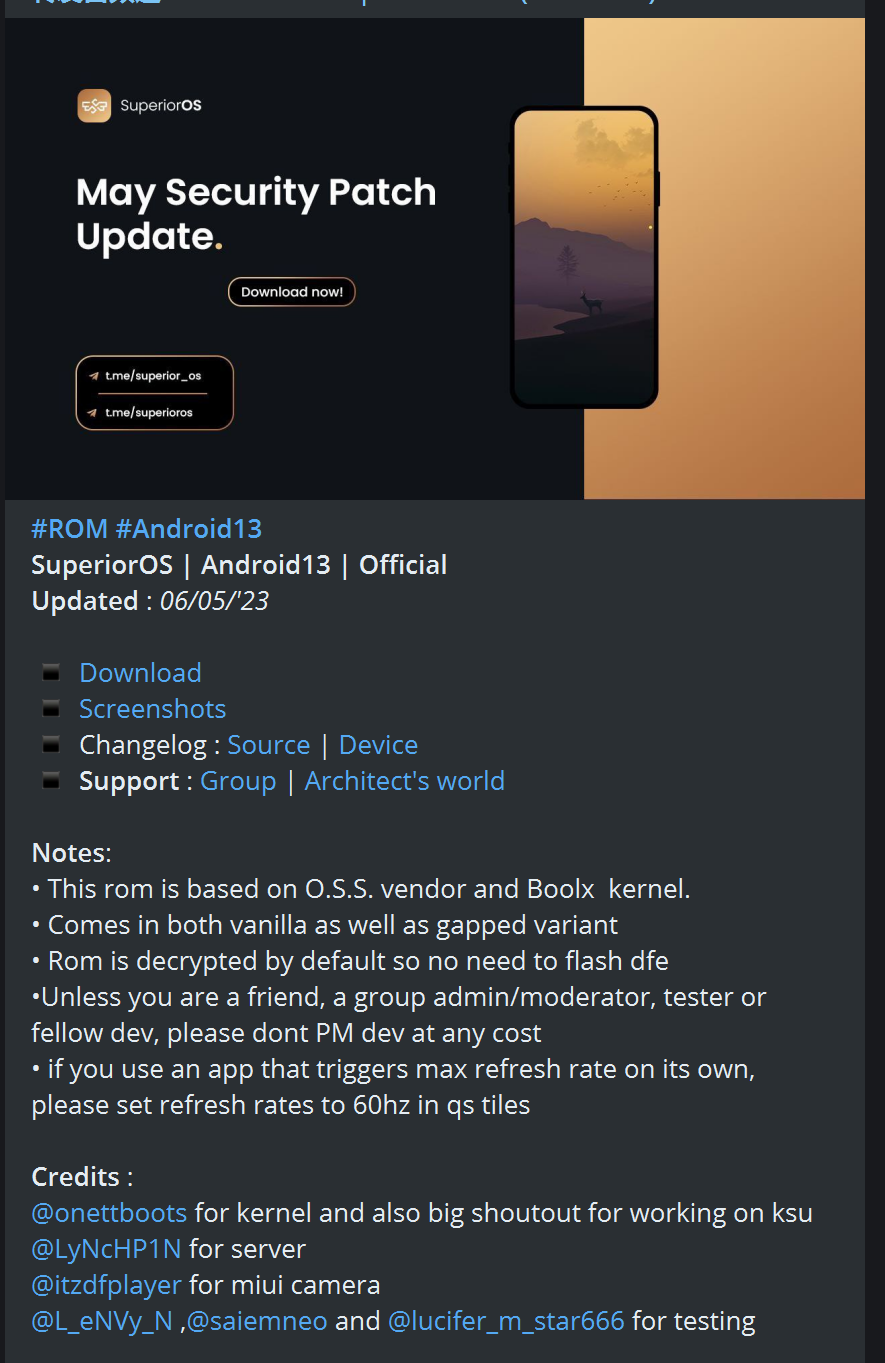 SuperiorOS
May Security Patch
Update.
Download now!
t.me/superior_os
t.me/superioros
#ROM #Android13
SuperiorOS | Android13 | Official
Updated : 06/05/'23
Download
Screenshots
Changelog : Source | Device
Support : Group | Architect's world
Notes:
• This rom is based on O.S.S. vendor and Boolx  kernel.
• Comes in both vanilla as well as gapped variant
• Rom is decrypted by default so no need to flash dfe
•Unless you are a friend, a group admin/moderator, tester or
fellow dev, please dont PM dev at any cost
• if you use an app that triggers max refresh rate on its own,
please set refresh rates to 60hz in qs tiles
Credits :
@onettboots for kernel and also big shoutout for working on ksu
@LyNcHP1N for server
@itzdfplayer for miui camera
@L_eNVy_N ,@saiemneo and @lucifer_m_star666 for testing